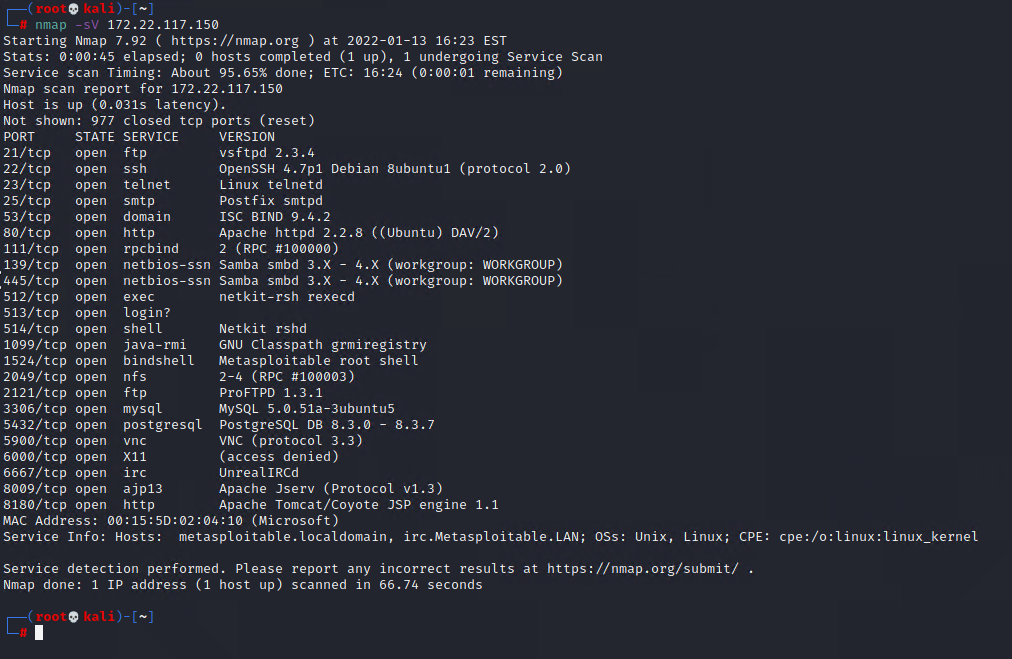 ┌──(root💀kali)-[~]
└─# nmap -sV 172.22.117.150
Starting Nmap 7.92 ( https://nmap.org ) at 2022-01-13 16:23 EST
Stats: 0:00:45 elapsed; 0 hosts completed (1 up), 1 undergoing Service Scan
Service scan Timing: About 95.65% done; ETC: 16:24 (0:00:01 remaining)
Nmap scan report for 172.22.117.150
Host is up (0.031s latency).
Not shown: 977 closed tcp ports (reset)
PORT     STATE SERVICE     VERSION
21/tcp   open  ftp         vsftpd 2.3.4
22/tcp   open  ssh         OpenSSH 4.7p1 Debian 8ubuntu1 (protocol 2.0)
23/tcp   open  telnet      Linux telnetd
25/tcp   open  smtp        Postfix smtpd
53/tcp   open  domain      ISC BIND 9.4.2
80/tcp   open  http        Apache httpd 2.2.8 ((Ubuntu) DAV/2)
111/tcp  open  rpcbind     2 (RPC #100000)
139/tcp  open  netbios-ssn Samba smbd 3.X - 4.X (workgroup: WORKGROUP)
445/tcp  open  netbios-ssn Samba smbd 3.X - 4.X (workgroup: WORKGROUP)
512/tcp  open  exec        netkit-rsh rexecd
513/tcp  open  login?
514/tcp  open  shell       Netkit rshd
1099/tcp open  java-rmi    GNU Classpath grmiregistry
1524/tcp open  bindshell   Metasploitable root shell
2049/tcp open  nfs         2-4 (RPC #100003)
2121/tcp open  ftp         ProFTPD 1.3.1
3306/tcp open  mysql       MySQL 5.0.51a-3ubuntu5
5432/tcp open  postgresql  PostgreSQL DB 8.3.0 - 8.3.7
5900/tcp open  vnc         VNC (protocol 3.3)
6000/tcp open  X11         (access denied)
6667/tcp open  irc         UnrealIRCd
8009/tcp open  ajp13       Apache Jserv (Protocol v1.3)
8180/tcp open  http        Apache Tomcat/Coyote JSP engine 1.1
MAC Address: 00:15:5D:02:04:10 (Microsoft)
Service Info: Hosts:  metasploitable.localdomain, irc.Metasploitable.LAN; OSs: Unix, Linux; CPE: cpe:/o:linux:linux_kernel

Service detection performed. Please report any incorrect results at https://nmap.org/submit/ .
Nmap done: 1 IP address (1 host up) scanned in 66.74 seconds

┌──(root💀kali)-[~]
└─#